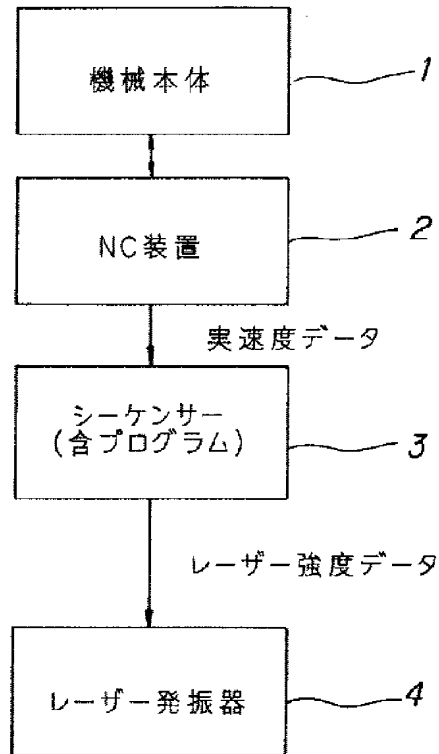 機械本体
1
NC装置
2
実速度データ
シーケンサー
(含プログラム)
3
レーザー強度データ
レーザー発振器
4